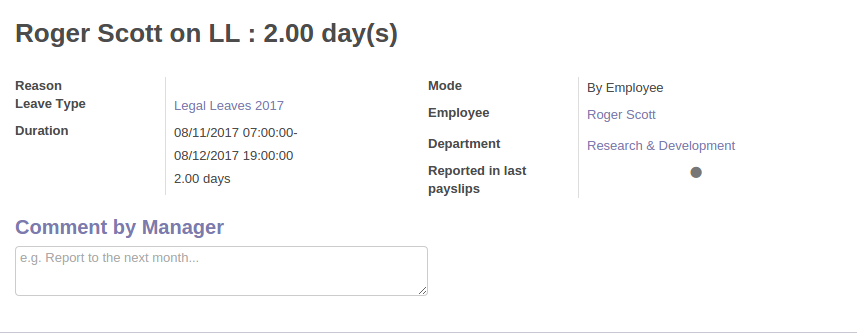 Roger Scott on LL : 2.00 day(s)
Reason
Leave Type Legal Leaves 2017
Duration 08/11/2017 07:00:00-
08/12/2017 19:00:00
2.00 days
Mode By Employee
Employee Roger Scott
Department Research & Development
Reported in last
payslips
Comment by Manager
e.g. Report to the next month...